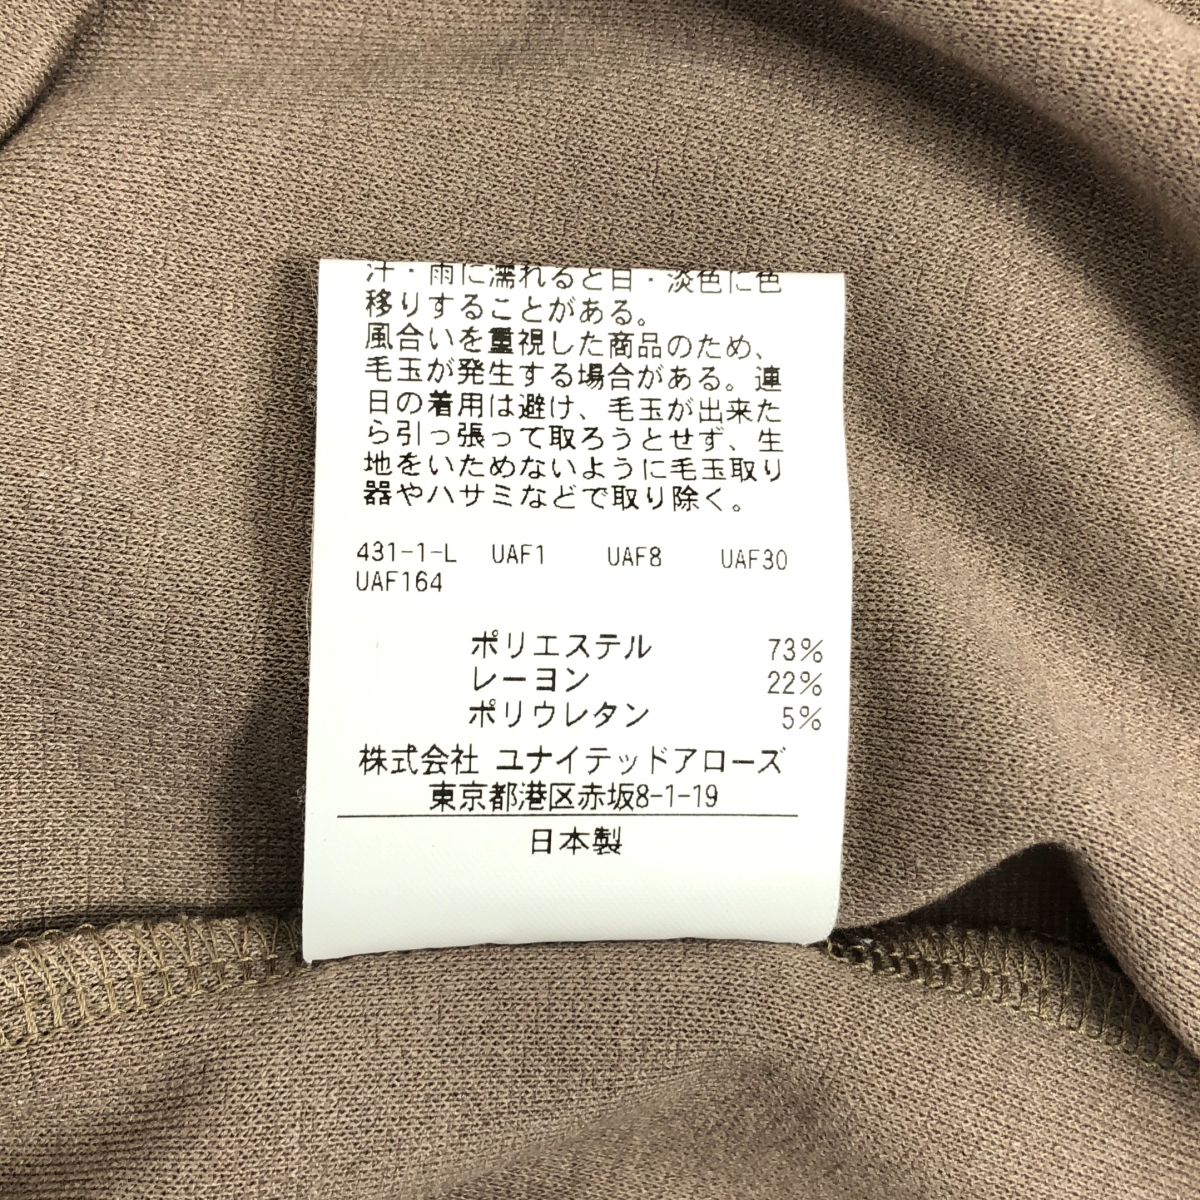 汗・雨に濡れると白・淡色に色
移りすることがある。
風合いを重視した商品のため、
毛玉が発生する場合がある。連
日の着用は避け、毛玉が出来た
ら引っ張って取ろうとせず、生
地をいためないように毛玉取り
器やハサミなどで取り除く。
431-1-L UAF1 UAF8 UAF30
UAF164
ポリエステル 73%
レーヨン 22%
ポリウレタン 5%
株式会社 ユナイテッドアローズ
東京都港区赤坂8-1-19
日本製